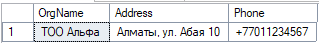 OrgName Address Phone
1 ТОО Альфа Алматы, ул. Абая 10 +77011234567